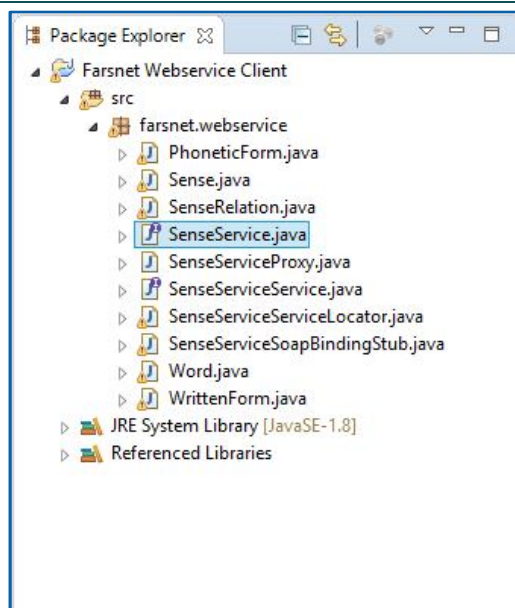 Package Explorer
Farsnet Webservice Client
src
farsnet.webservice
PhoneticForm.java
Sense.java
SenseRelation.java
SenseService.java
SenseServiceProxy.java
SenseServiceService.java
SenseServiceServiceLocator.java
SenseServiceSoapBindingStub.java
Word.java
WrittenForm.java
JRE System Library [JavaSE-1.8]
Referenced Libraries